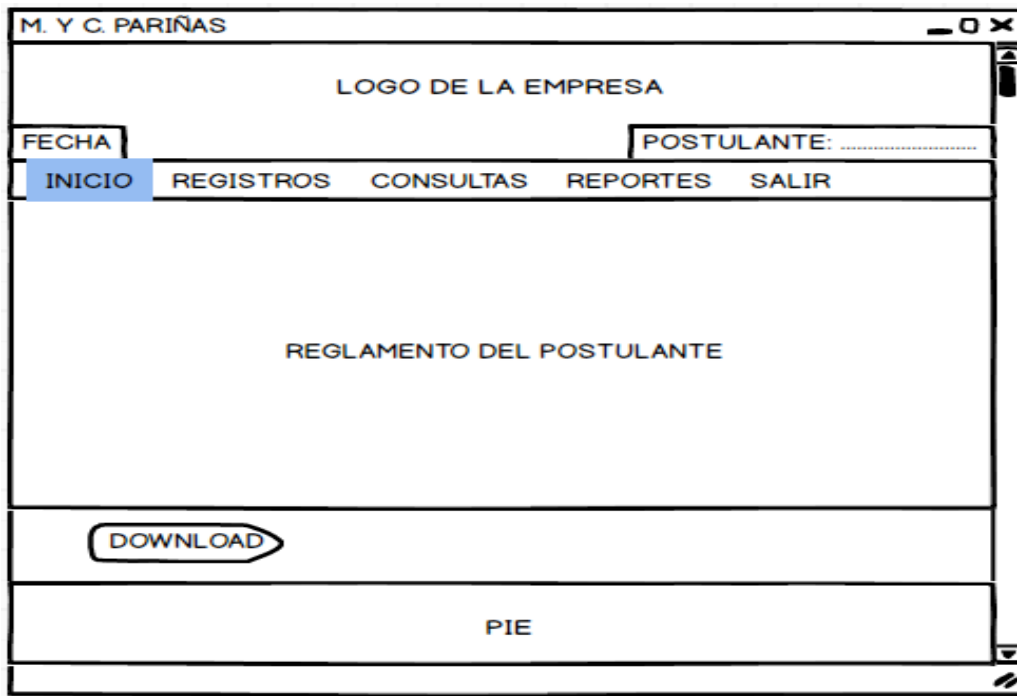 M. Y C. PARIÑAS
LOGO DE LA EMPRESA
FECHA
POSTULANTE: ............................
INICIO REGISTROS CONSULTAS REPORTES SALIR
REGLAMENTO DEL POSTULANTE
DOWNLOAD
PIE